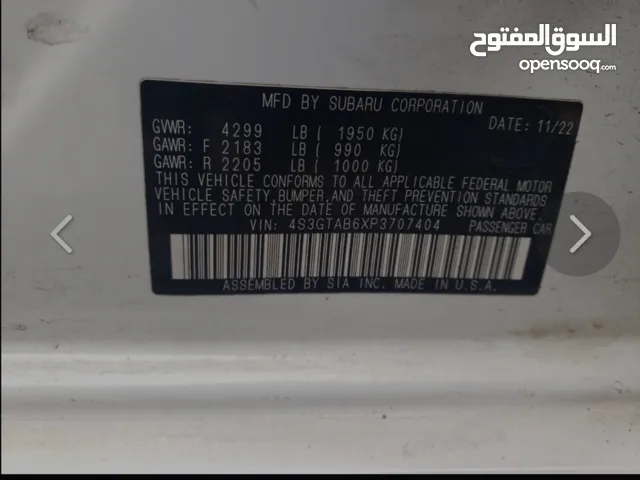 السوق المفتوح
opensooq.com
MFD BY SUBARU CORPORATION
GVWR: 4299 LB ( 1950 KG) DATE: 11/22
GAWR: F 2183 LB ( 990 KG)
GAWR: R 2205 LB ( 1000 KG)
THIS VEHICLE CONFORMS TO ALL APPLICABLE FEDERAL MOTOR
VEHICLE SAFETY, BUMPER, AND THEFT PREVENTION STANDARDS
IN EFFECT ON THE DATE OF MANUFACTURE SHOWN ABOVE.
VIN: 4S3GTAB6XP3707404 PASSENGER CAR
ASSEMBLED BY SIA INC. MADE IN U.S.A.